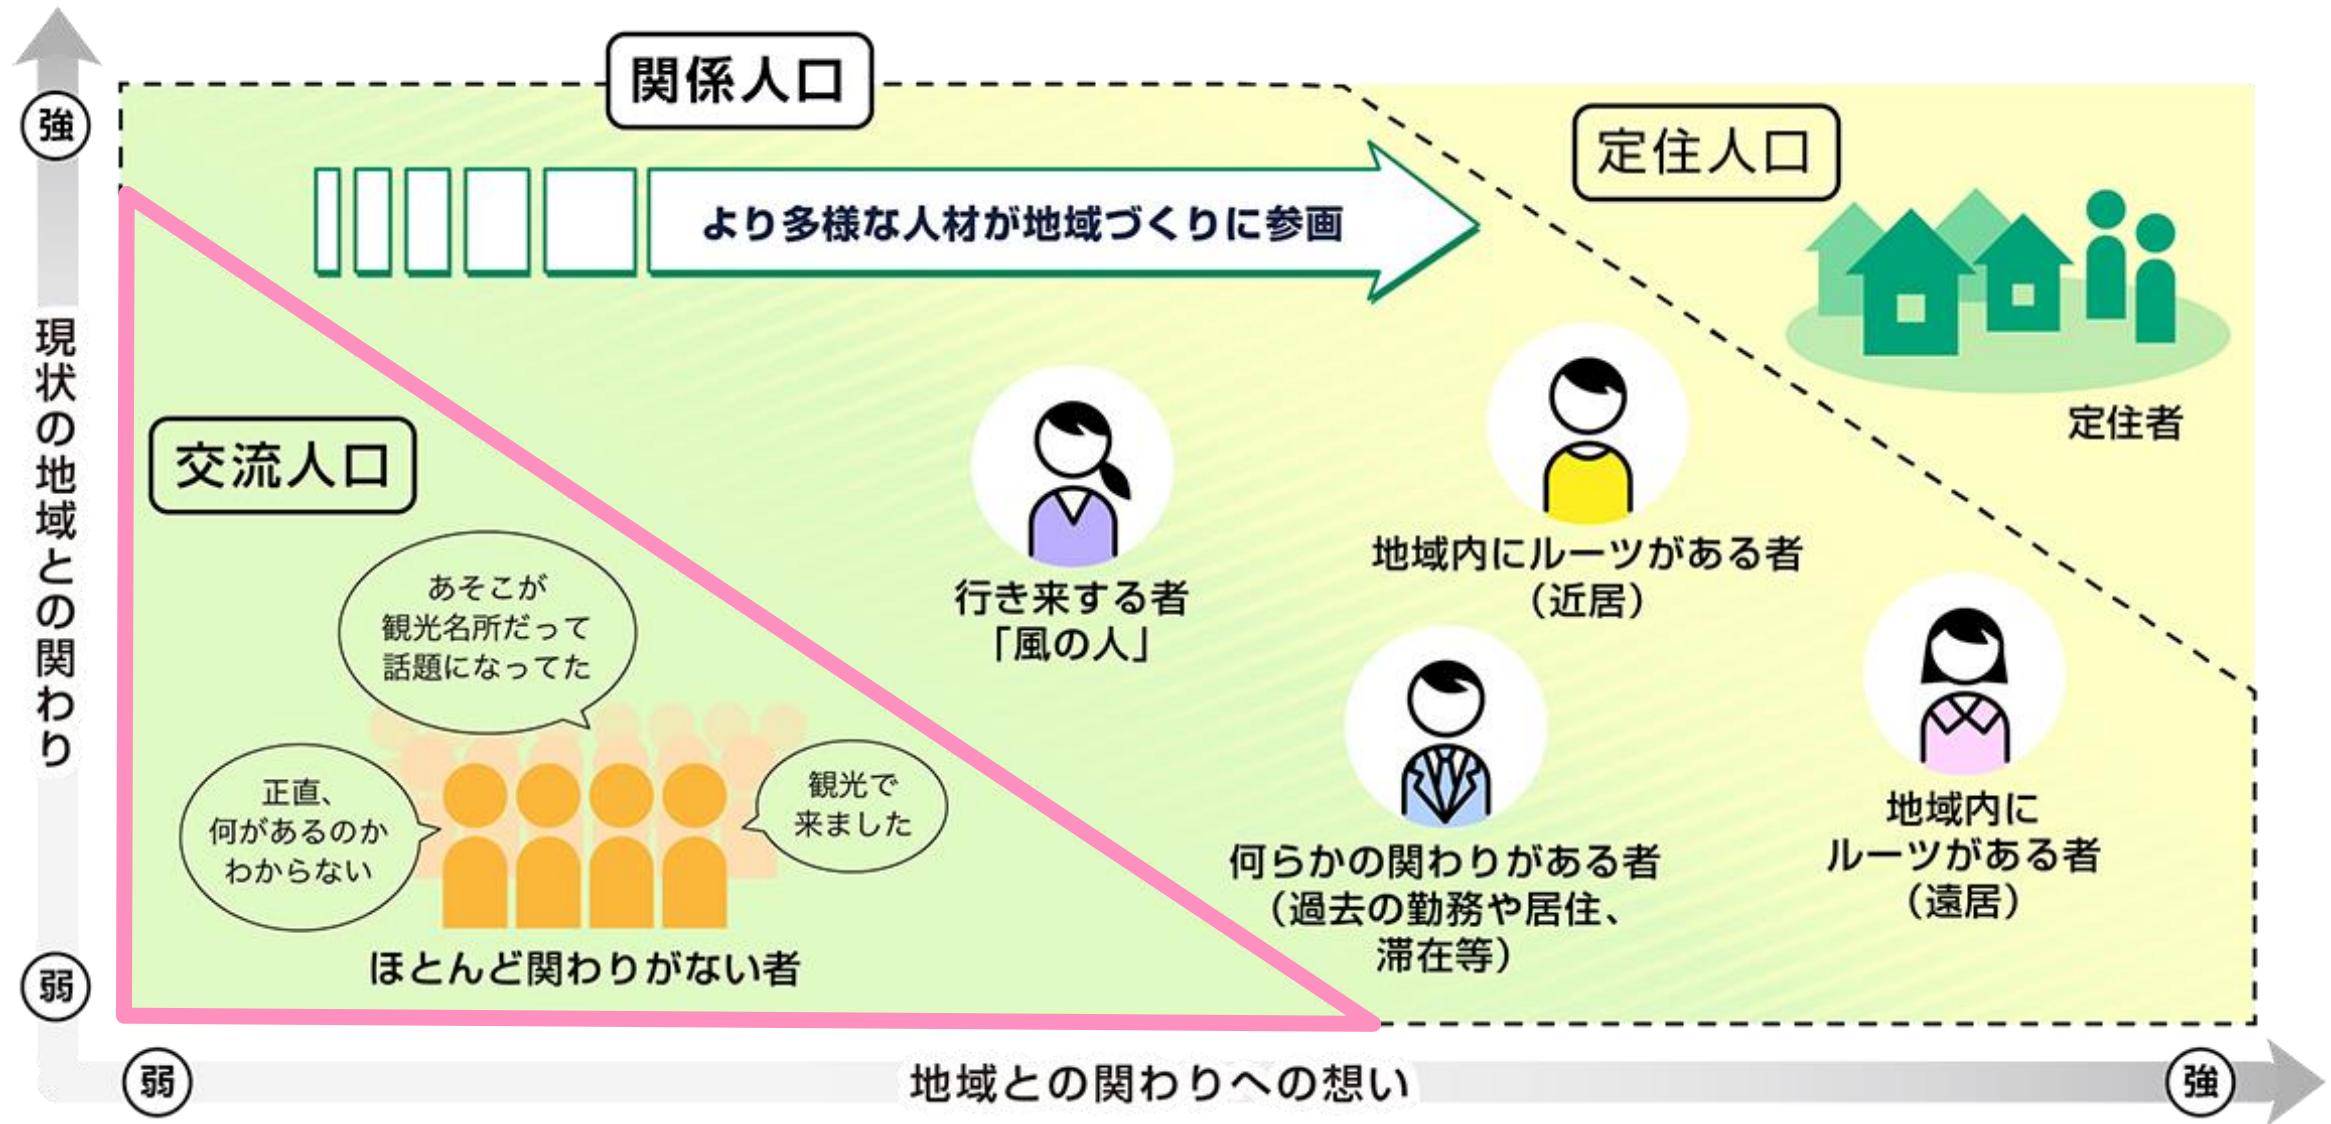 関係人口
強
定住人口
より多様な人材が地域づくりに参画
定住者
現状の地域との関わり
交流人口
あそこが
観光名所だって
話題になってた
正直、
何があるのか
わからない
観光で
来ました
ほとんど関わりがない者
行き来する者
「風の人」
地域内にルーツがある者
（近居）
何らかの関わりがある者
（過去の勤務や居住、
滞在等）
地域内に
ルーツがある者
（遠居）
弱
弱
地域との関わりへの想い
強